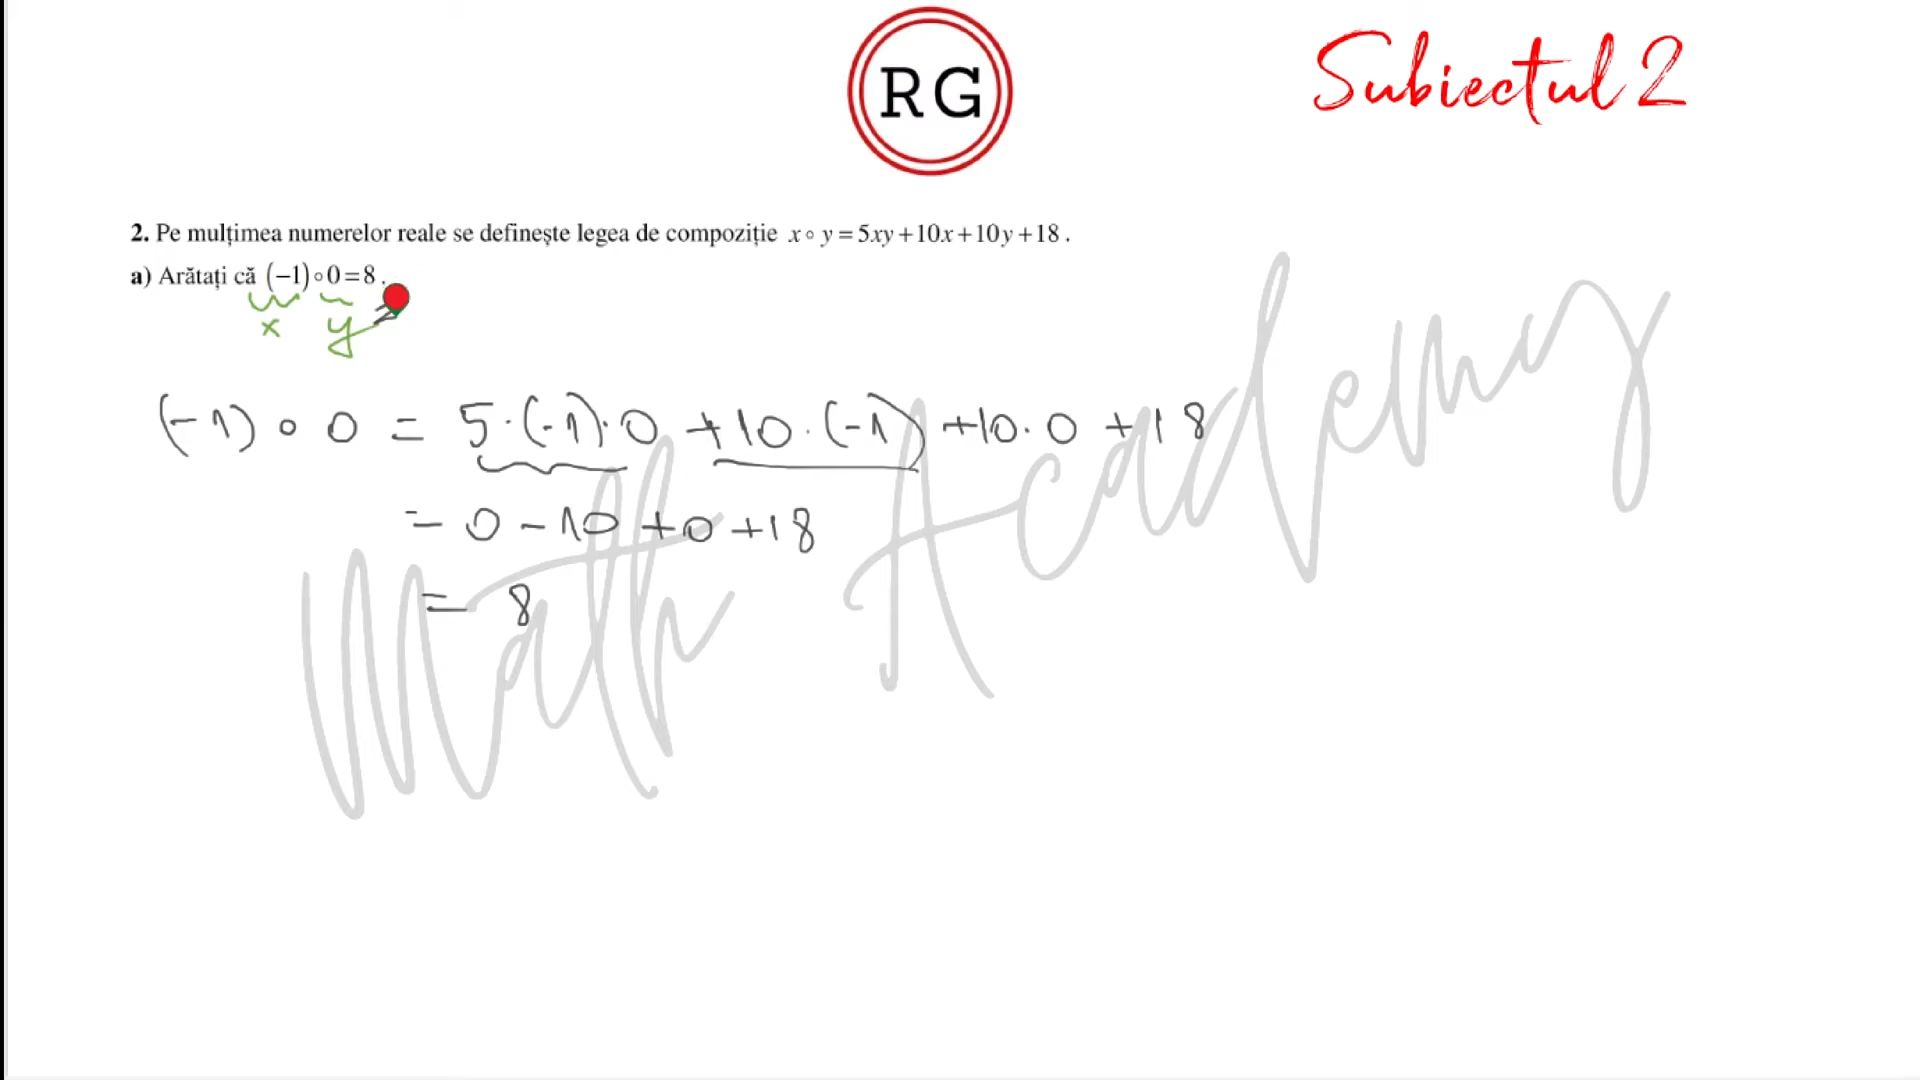 RG
Subiectul 2
2. Pe mulțimea numerelor reale se definește legea de compoziție x∘y=5xy+10x+10y+18.
a) Arătați că (−1)∘0=8.
x y
(-1) ∘ 0 = 5·(-1)·0 +10·(-1) +10·0 +18
= 0 - 10 +0 +18
= 8
Math Academy